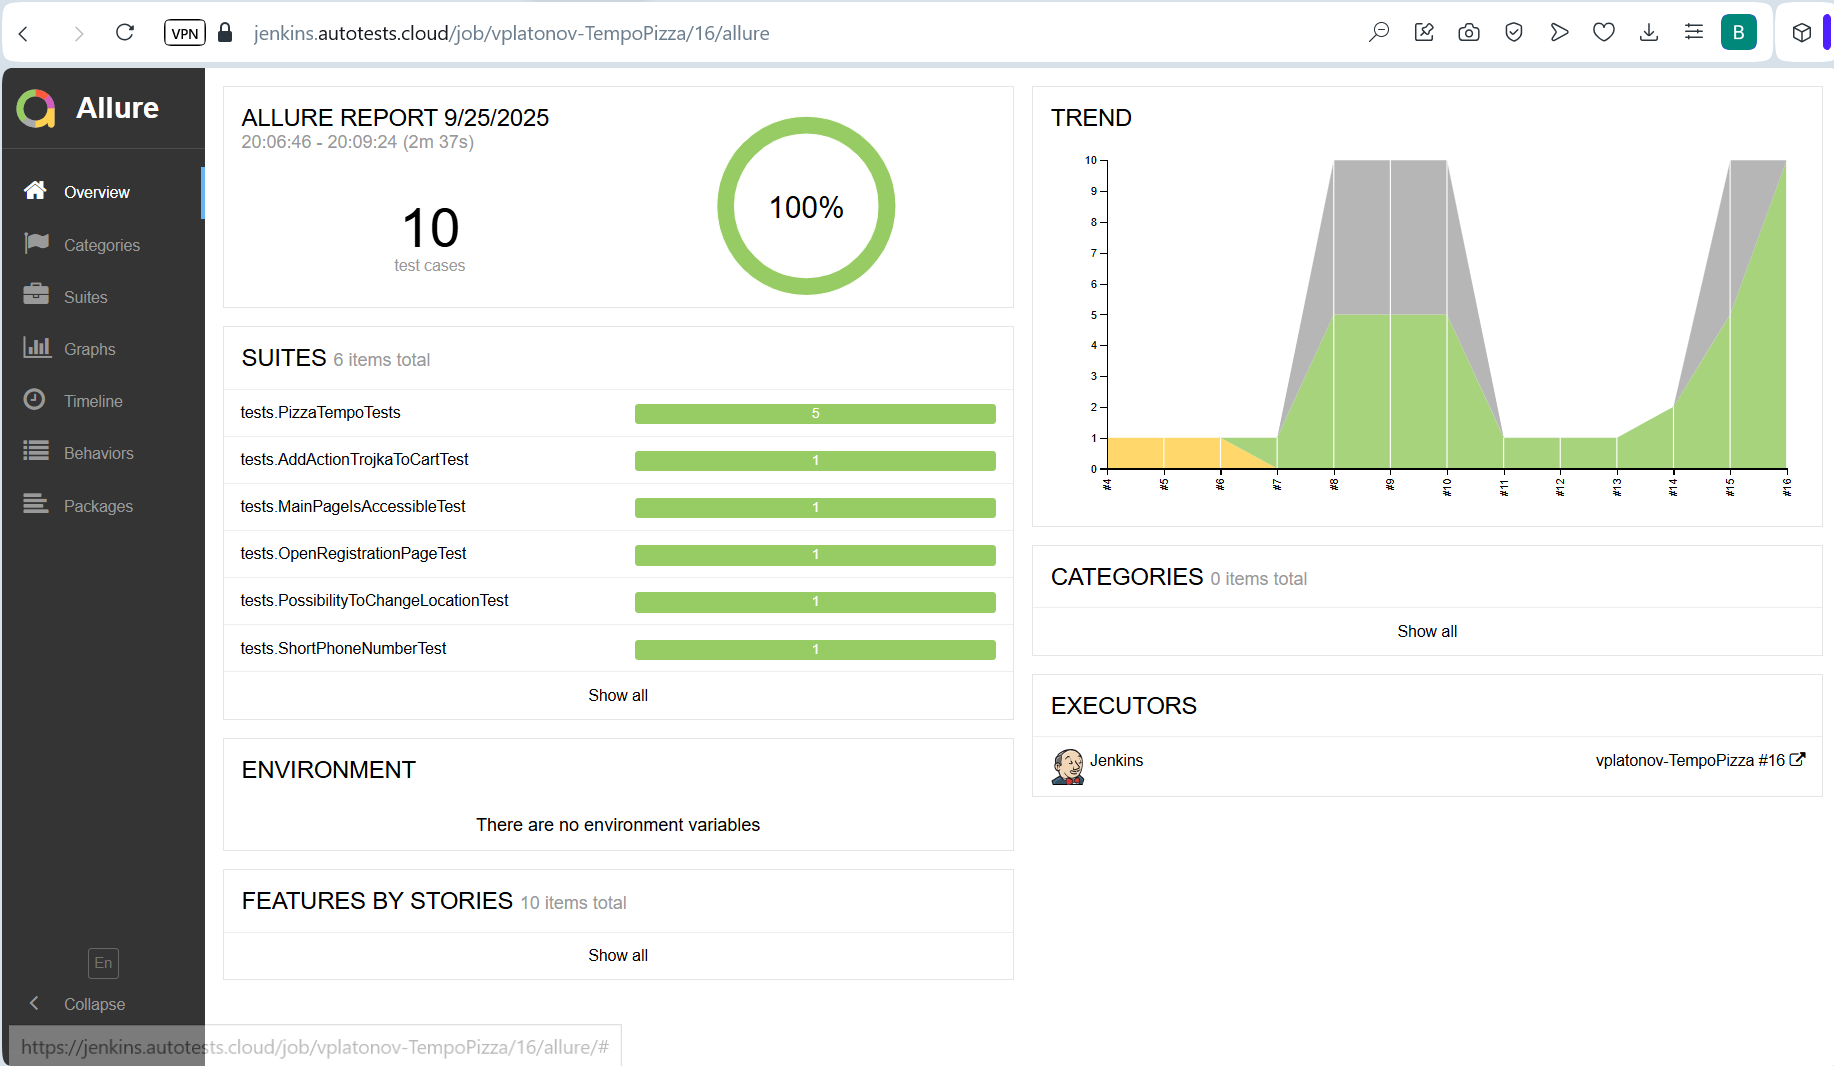 VPN
jenkins.autotests.cloud/job/vplatonov-TempoPizza/16/allure
B
Allure
Overview
Categories
Suites
Graphs
Timeline
Behaviors
Packages
En
Collapse
https://jenkins.autotests.cloud/job/vplatonov-TempoPizza/16/allure/#
ALLURE REPORT 9/25/2025
20:06:46 - 20:09:24 (2m 37s)
10
test cases
100%
SUITES 6 items total
tests.PizzaTempoTests 5
tests.AddActionTrojkaToCartTest 1
tests.MainPageIsAccessibleTest 1
tests.OpenRegistrationPageTest 1
tests.PossibilityToChangeLocationTest 1
tests.ShortPhoneNumberTest 1
Show all
ENVIRONMENT
There are no environment variables
FEATURES BY STORIES 10 items total
Show all
TREND
10
9
8
7
6
5
4
3
2
1
0
#4 #5 #6 #7 #8 #9 #10 #11 #12 #13 #14 #15 #16
CATEGORIES 0 items total
Show all
EXECUTORS
Jenkins vplatonov-TempoPizza #16